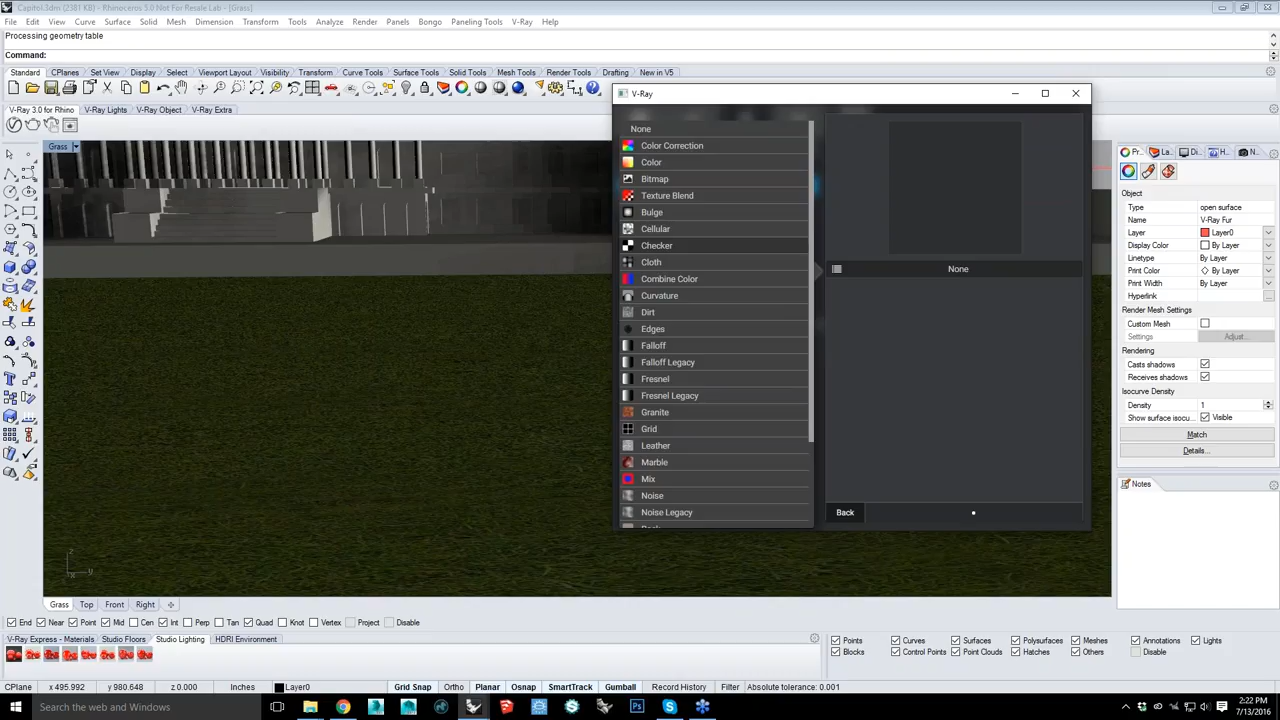 Capitol.3dm (2381 KB) - Rhinoceros 5.0 Not For Resale Lab - [Grass]
File Edit View Curve Surface Solid Mesh Dimension Transform Tools Analyze Render Panels Bongo Paneling Tools V-Ray Help
Processing geometry table
Command:
Standard CPlanes Set View Display Select Viewport Layout Visibility Transform Curve Tools Surface Tools Solid Tools Mesh Tools Render Tools Drafting New in V5
V-Ray 3.0 for Rhino V-Ray Lights V-Ray Object V-Ray Extra
Grass
V-Ray
None
Color Correction
Color
Bitmap
Texture Blend
Bulge
Cellular
Checker
Cloth
Combine Color
Curvature
Dirt
Edges
Falloff
Falloff Legacy
Fresnel
Fresnel Legacy
Granite
Grid
Leather
Marble
Mix
Noise
Noise Legacy
None
Back
Pr... La... Di... H... N...
Object
Type open surface
Name V-Ray Fur
Layer Layer0
Display Color By Layer
Linetype By Layer
Print Color By Layer
Print Width By Layer
Hyperlink ...
Render Mesh Settings
Custom Mesh
Settings Adjust...
Rendering
Casts shadows
Receives shadows
Isocurve Density
Density 1
Show surface isocu... Visible
Match
Details...
Notes
z
x y
Grass Top Front Right
End Near Point Mid Cen Int Perp Tan Quad Knot Vertex Project Disable
V-Ray Express - Materials Studio Floors Studio Lighting HDRI Environment
Points Curves Surfaces Polysurfaces Meshes Annotations Lights
Blocks Control Points Point Clouds Hatches Others Disable
CPlane x 495.992 y 980.648 z 0.000 Inches Layer0 Grid Snap Ortho Planar Osnap SmartTrack Gumball Record History Filter Absolute tolerance: 0.001
Search the web and Windows
2:22 PM
7/13/2016